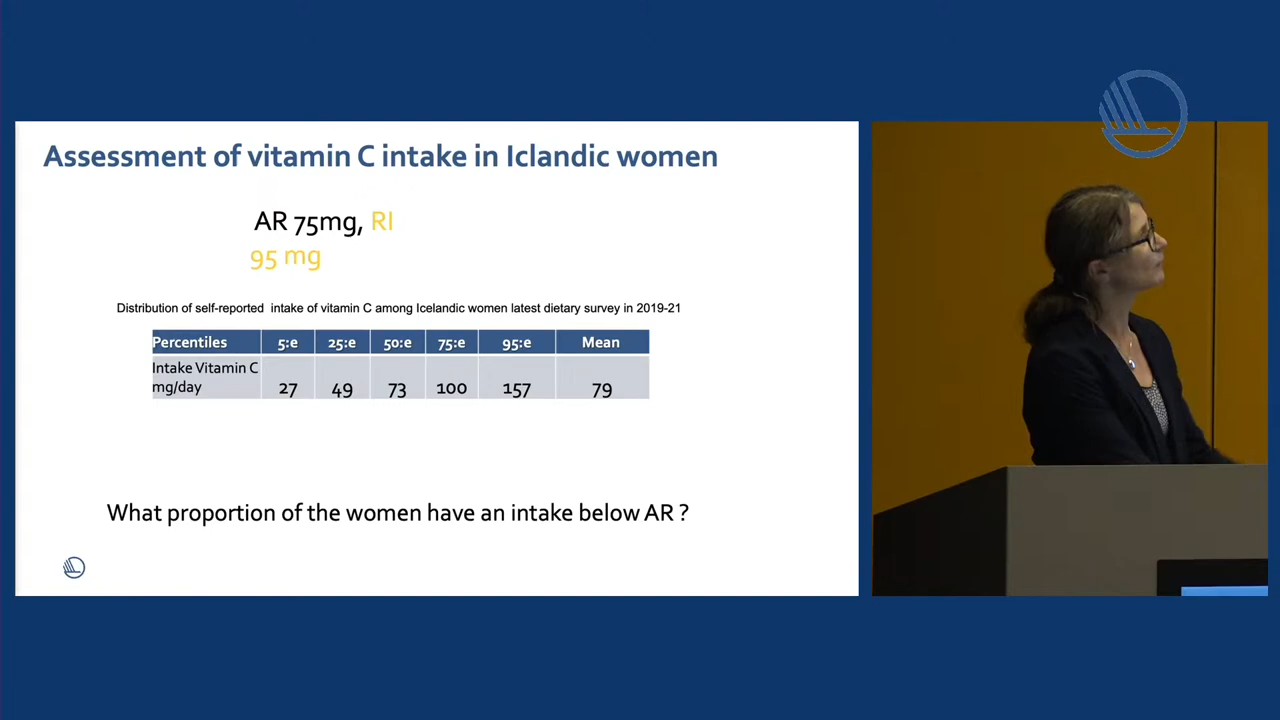 Assessment of vitamin C intake in Iclandic women
AR 75mg, RI
95 mg
Distribution of self-reported intake of vitamin C among Icelandic women latest dietary survey in 2019-21
Percentiles 5:e 25:e 50:e 75:e 95:e Mean
Intake Vitamin C
mg/day 27 49 73 100 157 79
What proportion of the women have an intake below AR ?